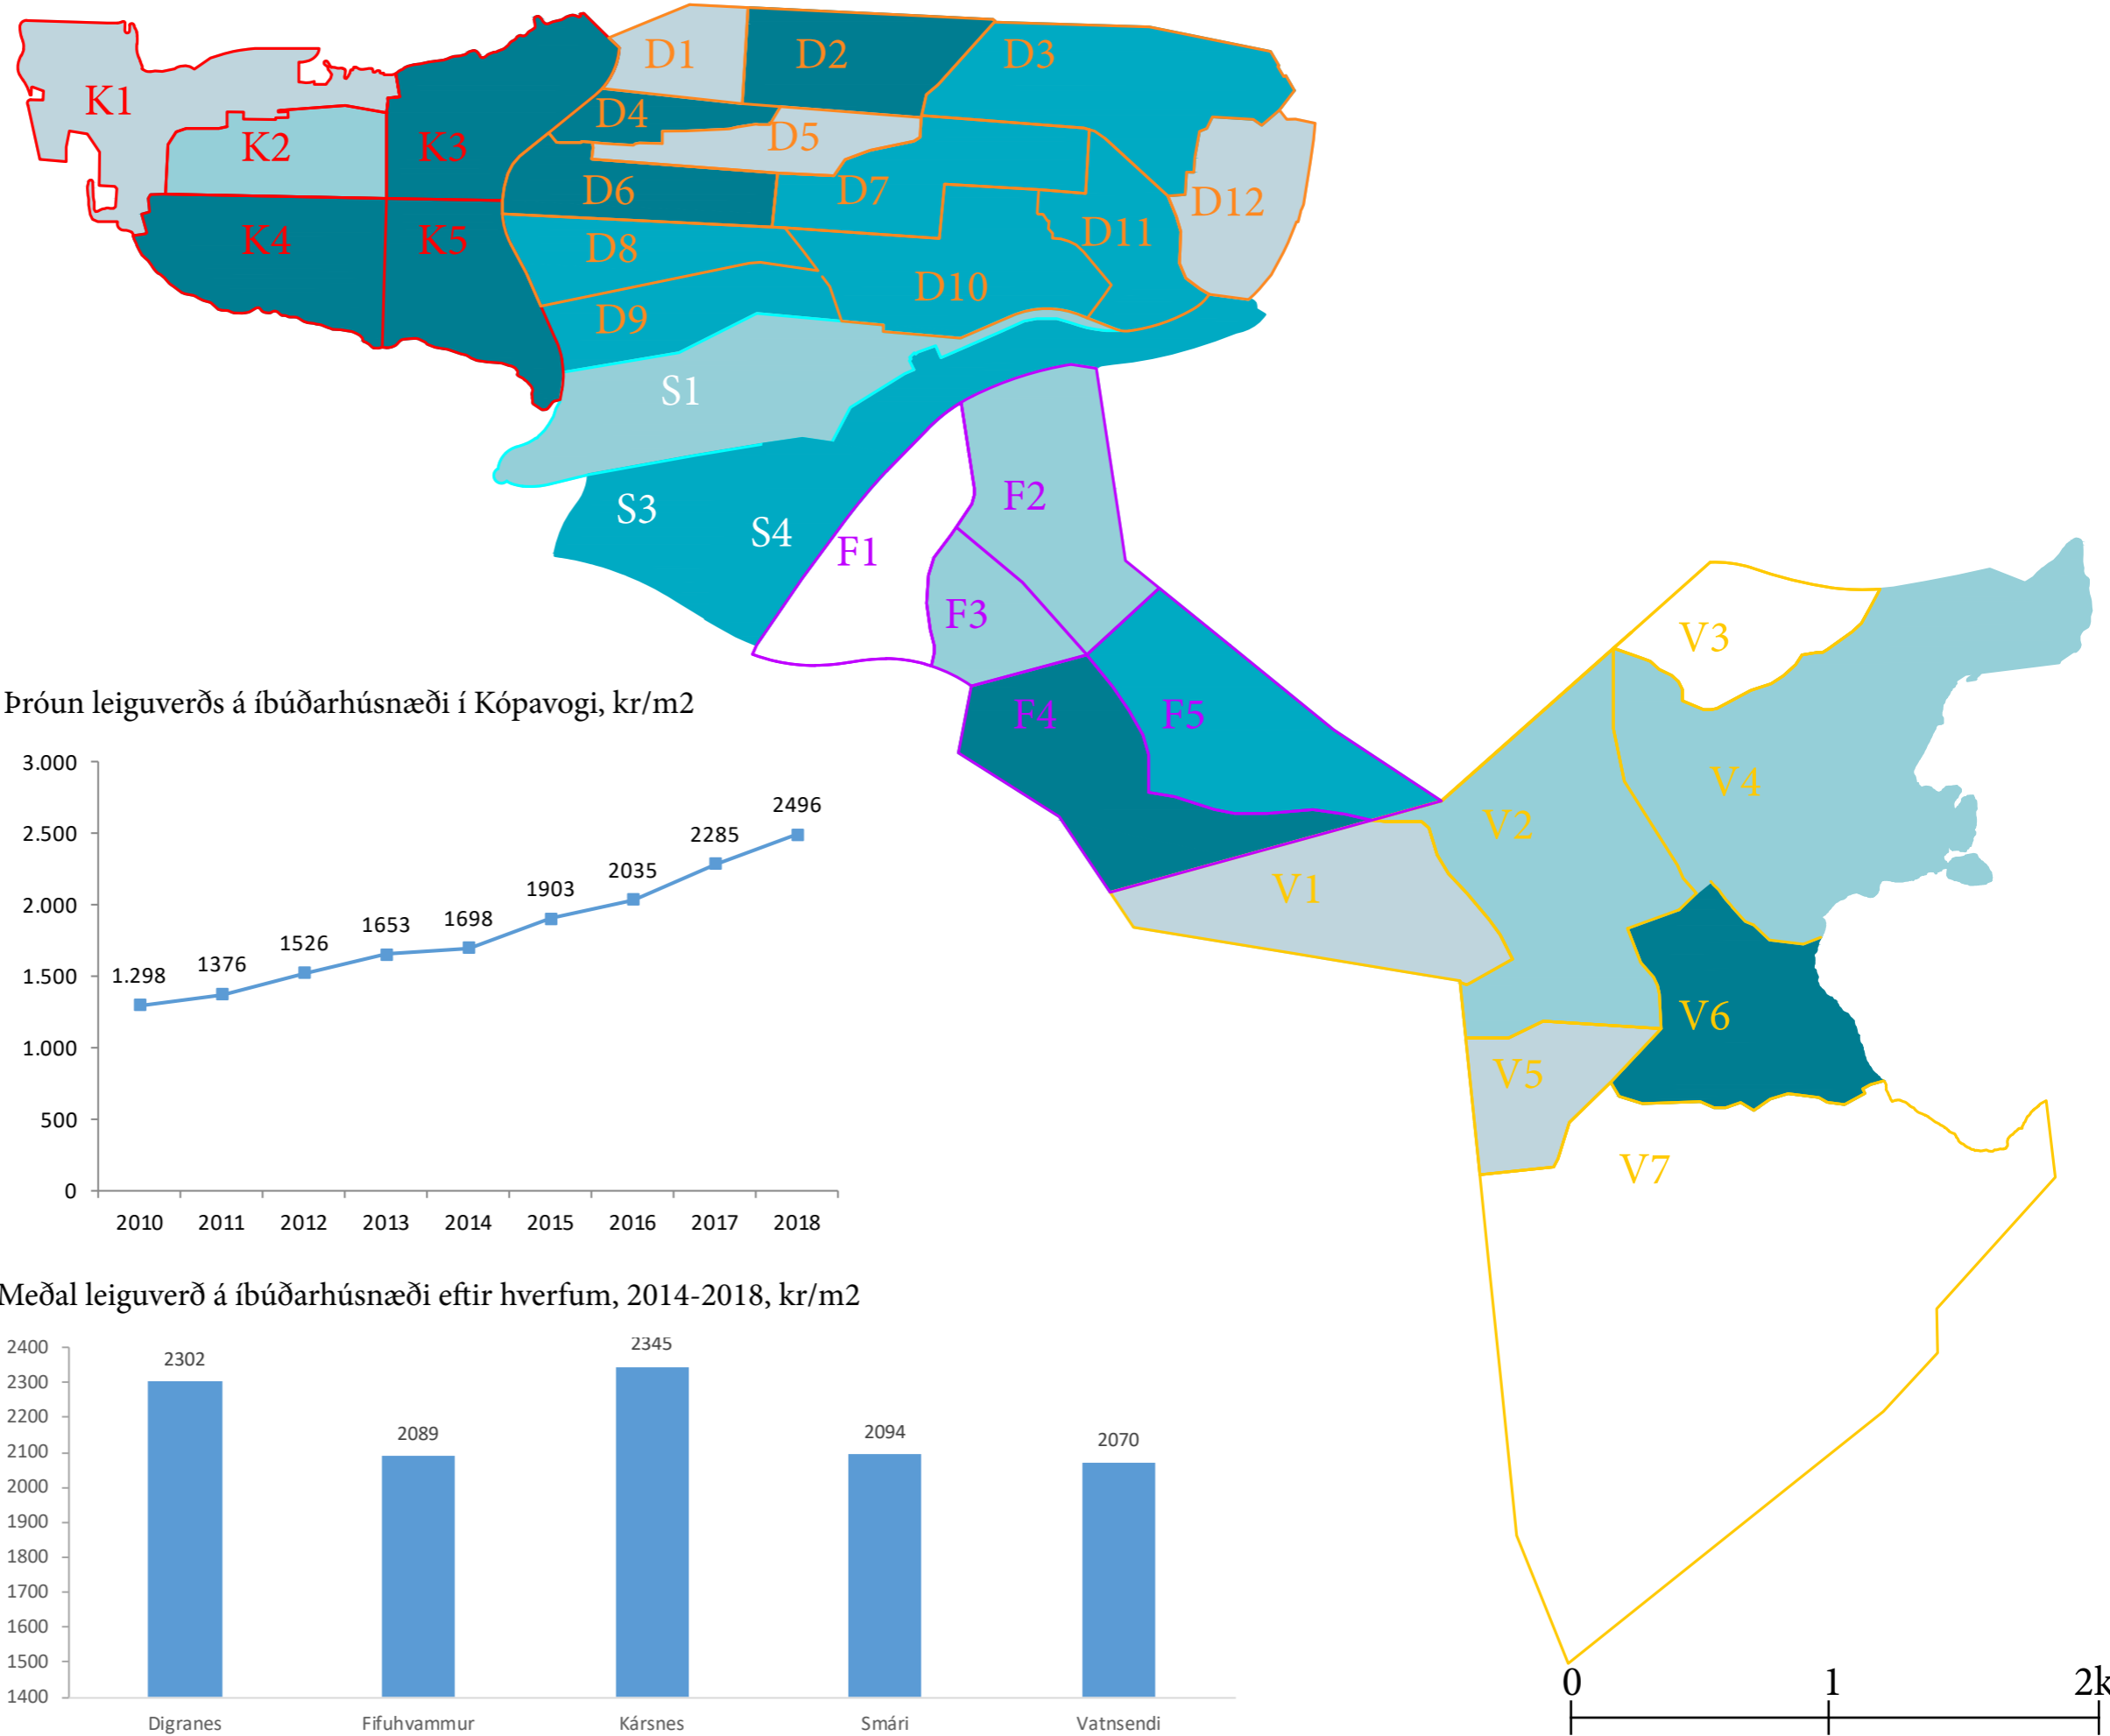 D1
D2
D3
K1
D4
D5
K2
K3
D6
D7
D12
K4
K5
D8
D11
D10
D9
S1
F2
S3
S4
F1
F3
V3
F4
F5
V4
V2
V1
V6
V5
V7
Þróun leiguverðs á íbúðarhúsnæði í Kópavogi, kr/m2
3.000
2.500
2.000
1.500
1.000
500
0
1.298
1376
1526
1653
1698
1903
2035
2285
2496
2010 2011 2012 2013 2014 2015 2016 2017 2018
Meðal leiguverð á íbúðarhúsnæði eftir hverfum, 2014-2018, kr/m2
2400
2300
2200
2100
2000
1900
1800
1700
1600
1500
1400
2302
2089
2345
2094
2070
Digranes Fifuhvammur Kársnes Smári Vatnsendi
0 1 2k